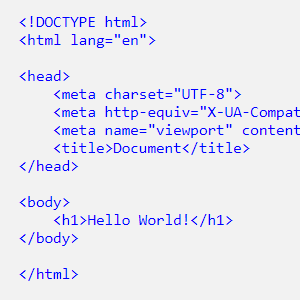 <!DOCTYPE html>
<html lang="en">
<head>
    <meta charset="UTF-8">
    <meta http-equiv="X-UA-Compat
    <meta name="viewport" content
    <title>Document</title>
</head>
<body>
    <h1>Hello World!</h1>
</body>
</html>